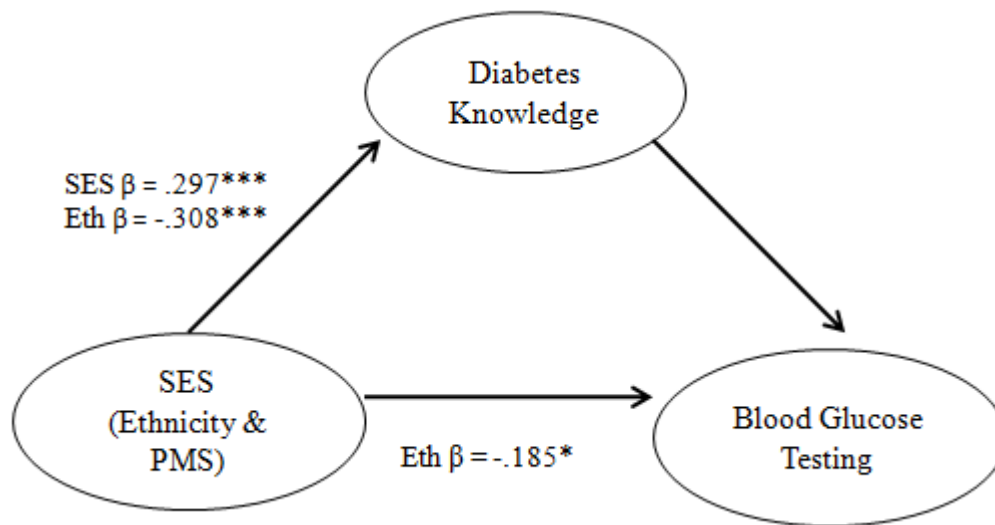 Diabetes
Knowledge
SES β = .297***
Eth β = -.308***
SES
(Ethnicity &
PMS)
Eth β = -.185*
Blood Glucose
Testing